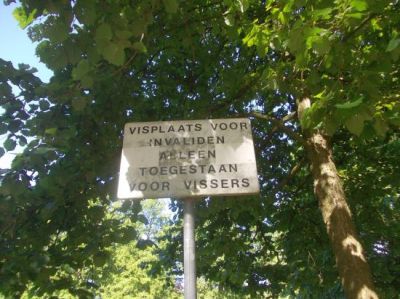 VISPLAATS VOOR
INVALIDEN
ALLEEN
TOEGESTAAN
VOOR VISSERS